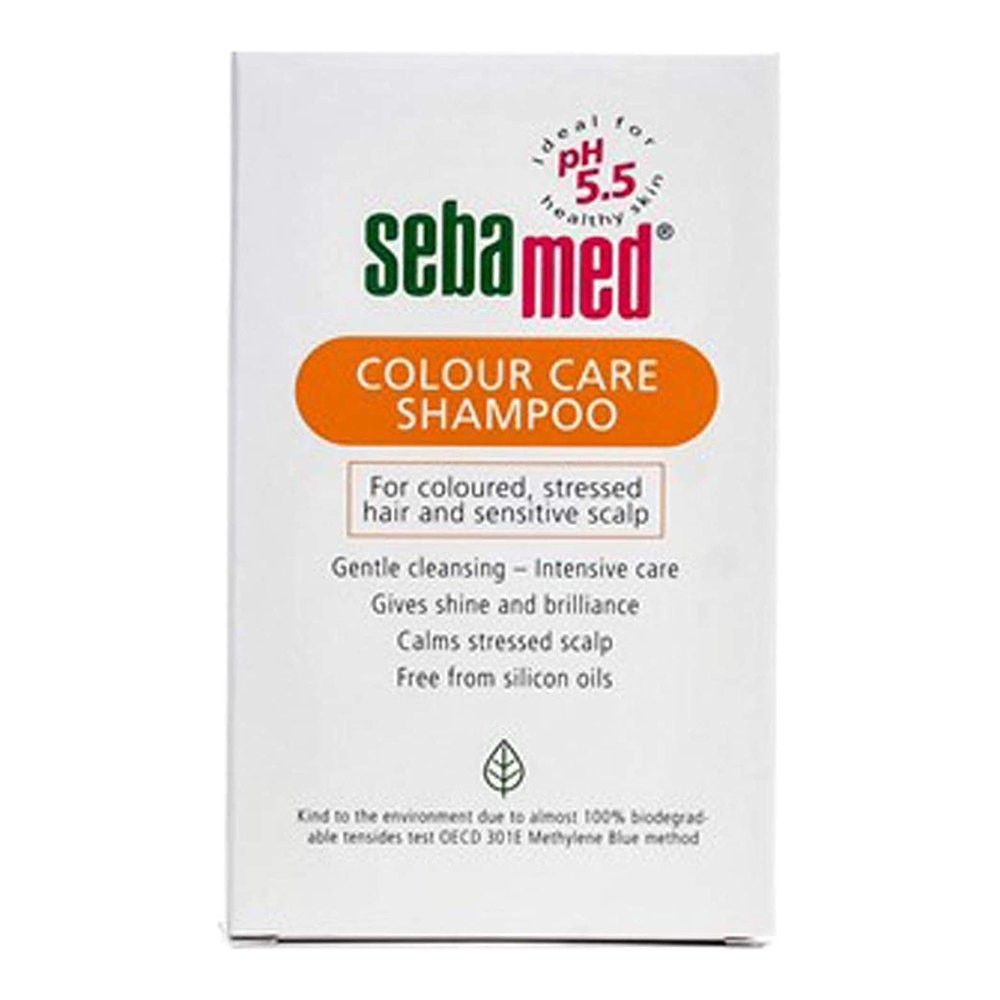 ideal for
pH
5.5
healthy skin
sebamed®
COLOUR CARE
SHAMPOO
For coloured, stressed
hair and sensitive scalp
Gentle cleansing – Intensive care
Gives shine and brilliance
Calms stressed scalp
Free from silicon oils
Kind to the environment due to almost 100% biodegrad-
able tensides test OECD 301E Methylene Blue method